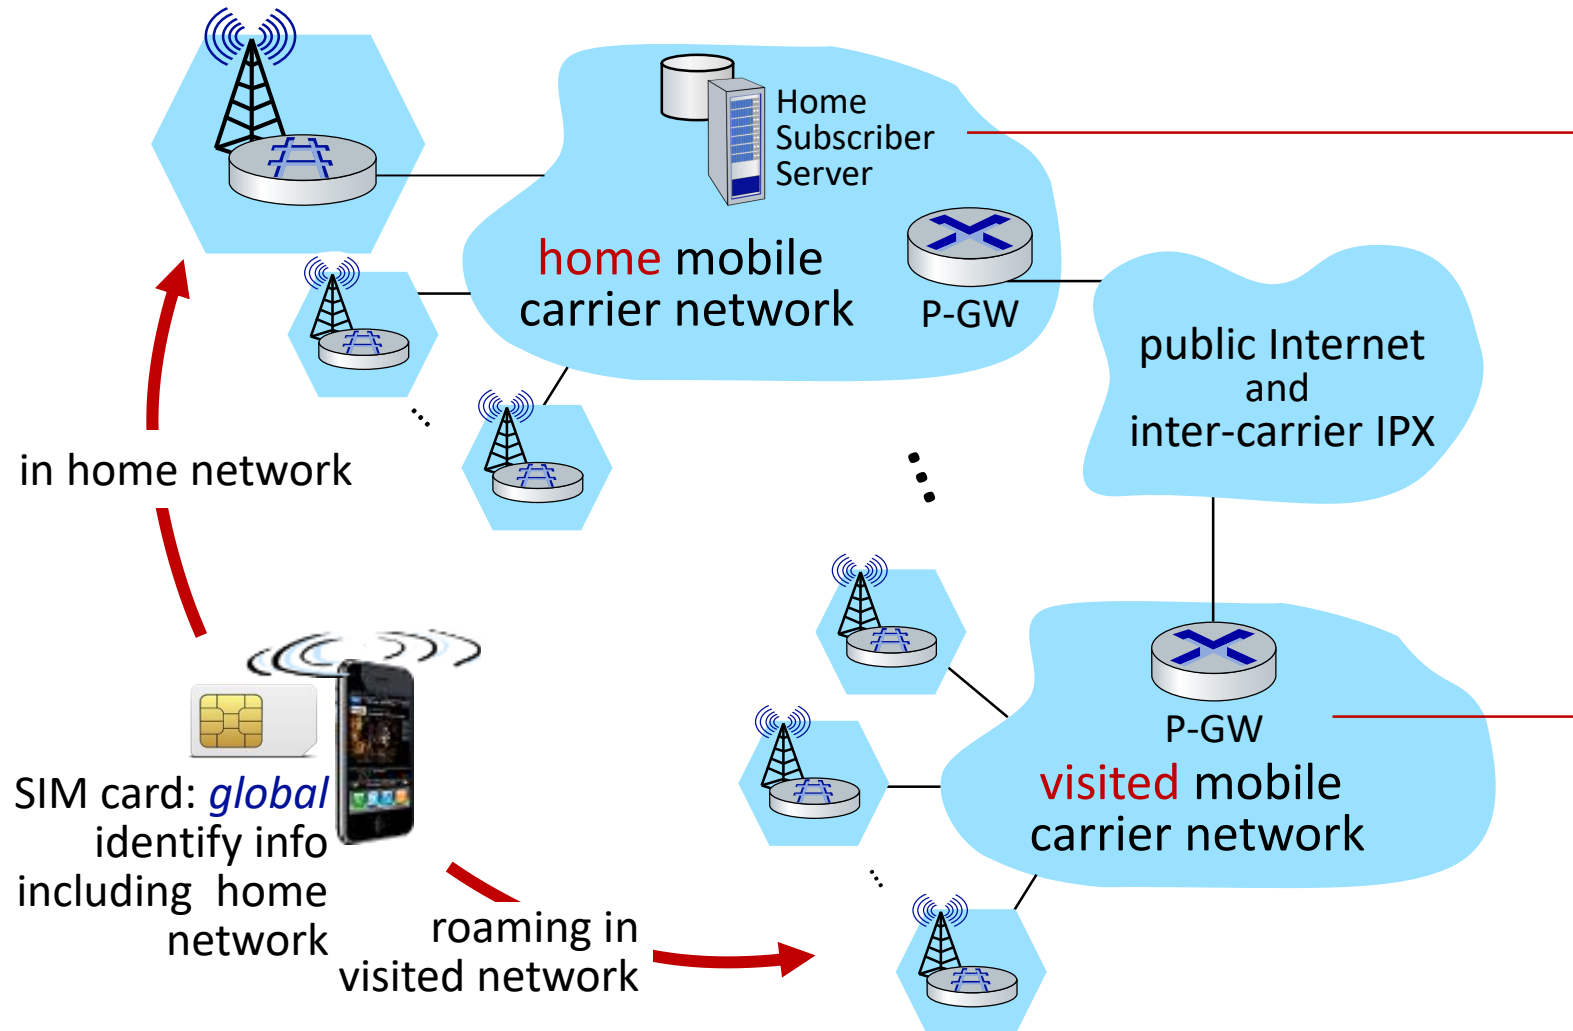 Home
Subscriber
Server
home mobile
carrier network
P-GW
public Internet
and
inter-carrier IPX
in home network
P-GW
visited mobile
carrier network
SIM card: global
identify info
including home
network
roaming in
visited network